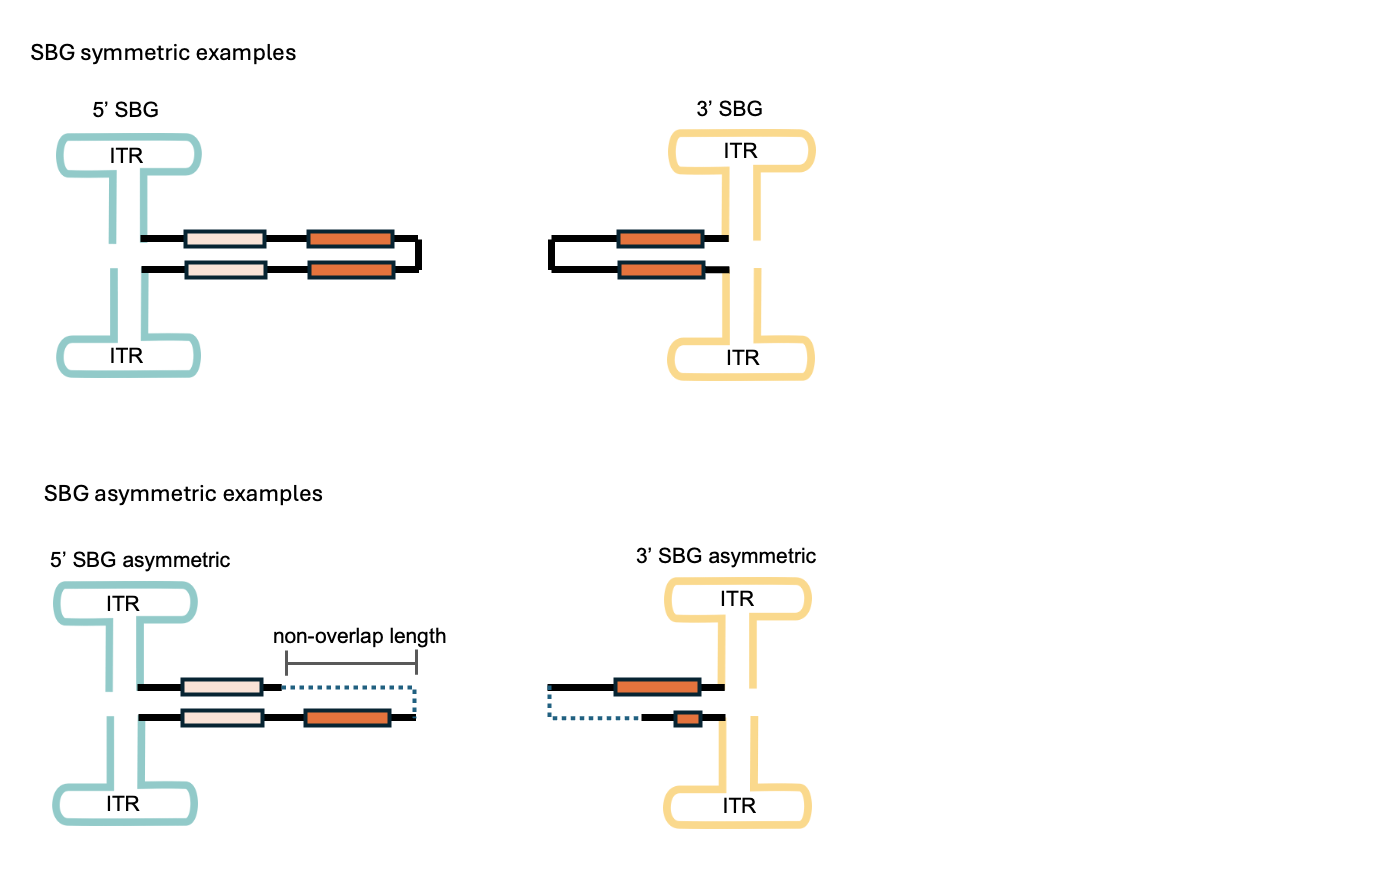 SBG symmetric examples
5’ SBG
3’ SBG
ITR
ITR
ITR
ITR
SBG asymmetric examples
5’ SBG asymmetric
3’ SBG asymmetric
ITR
ITR
non-overlap length
ITR
ITR